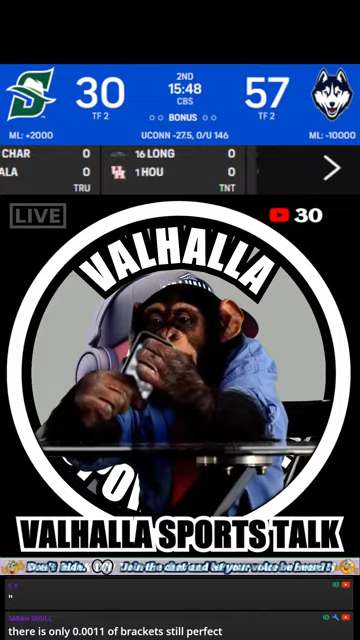 S
30
TF 2
2ND
15:48
CBS
BONUS
57
TF 2
ML: +2000
UCONN -27.5, O/U 146
ML: -10000
CHAR 0
ALA 0
TRU
16 LONG 0
1 HOU 0
TNT
LIVE
30
VALHALLA
VALHALLA SPORTS TALK
Join the chat and let your voice be heard
SARAH SMULL
"
there is only 0.0011 of brackets still perfect